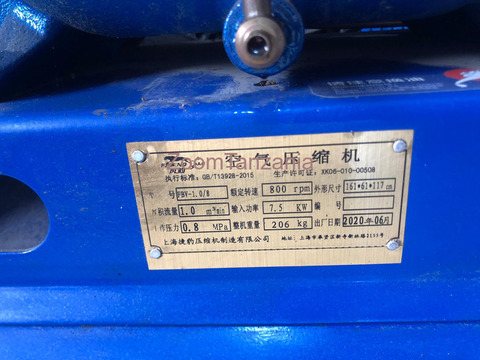 空气压缩机
执行标准: GB/T13928-2015 生产许可证: XK06-010-00508
号 FBV-1.0/8 额定转速 800 rpm 外形尺寸 161*61*117 cm
容积流量 1.0 m³/min 输入功率 7.5 KW 编 号
工作压力 0.8 MPa 整机重量 206 kg 出厂日期 2020年06月
上海捷豹压缩机制造有限公司
ZoomTanzania